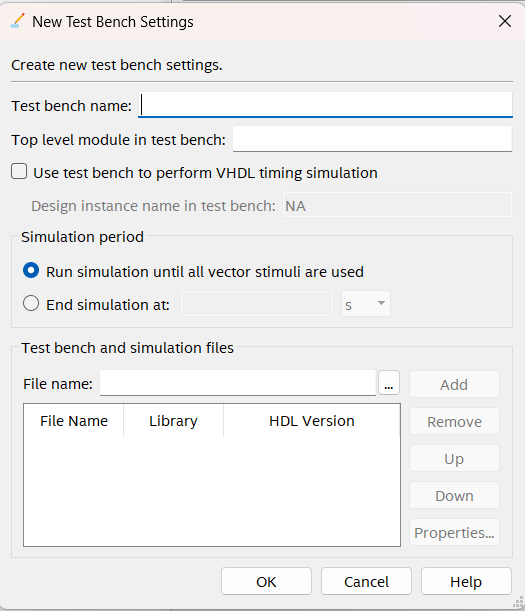 New Test Bench Settings
Create new test bench settings.
Test bench name:
Top level module in test bench:
Use test bench to perform VHDL timing simulation
Design instance name in test bench: NA
Simulation period
Run simulation until all vector stimuli are used
End simulation at: s
Test bench and simulation files
File name: ... Add
File Name Library HDL Version
Remove
Up
Down
Properties...
OK Cancel Help